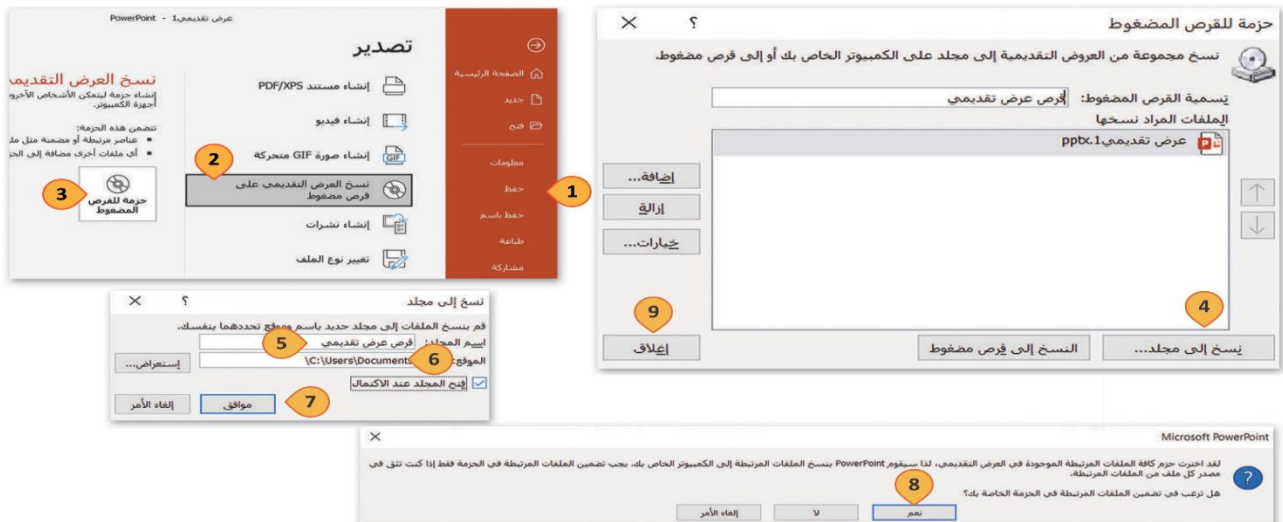 عرض تقديمي1 - PowerPoint
الصفحة الرئيسية
جديد
فتح
معلومات
حفظ
حفظ باسم
طباعة
مشاركة
1
تصدير
إنشاء مستند PDF/XPS
إنشاء فيديو
إنشاء صورة GIF متحركة
2
نسخ العرض التقديمي على
قرص مضغوط
إنشاء نشرات
تغيير نوع الملف
نسخ العرض التقديم
إنشاء حزمة ليتمكن الأشخاص
أجهزة الكمبيوتر.
تتضمن هذه الحزمة:
عناصر مرتبطة أو مضمنة مثل
أي ملفات أخرى مضافة إلى
3
حزمة للقرص
المضغوط
حزمة للقرص المضغوط
؟ ×
نسخ مجموعة من العروض التقديمية إلى مجلد على الكمبيوتر الخاص بك أو إلى قرص مضغوط.
تسمية القرص المضغوط: قرص عرض تقديمي
الملفات المراد نسخها
عرض تقديمي1.pptx
إضافة...
إزالة
خيارات...
4
9
نسخ إلى مجلد...
النسخ إلى قرص مضغوط
إغلاق
نسخ إلى مجلد
؟ ×
قم بنسخ الملفات إلى مجلد جديد باسم وموقع تحددهما بنفسك.
اسم المجلد: قرص عرض تقديمي
5
الموقع: C:\Users\Documents\
6
إستعراض...
فتح المجلد عند الاكتمال
7
موافق
إلغاء الأمر
Microsoft PowerPoint
×
لقد اخترت حزم كافة الملفات المرتبطة الموجودة في العرض التقديمي، لذا سيقوم PowerPoint بنسخ الملفات المرتبطة إلى الكمبيوتر الخاص بك. يجب تضمين الملفات المرتبطة في الحزمة فقط إذا كنت تثق في
مصدر كل ملف من الملفات المرتبطة.
هل ترغب في تضمين الملفات المرتبطة في الحزمة الخاصة بك؟
8
نعم
لا
إلغاء الأمر